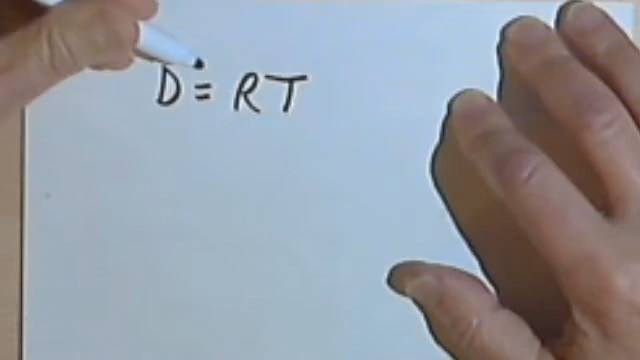 D = RT